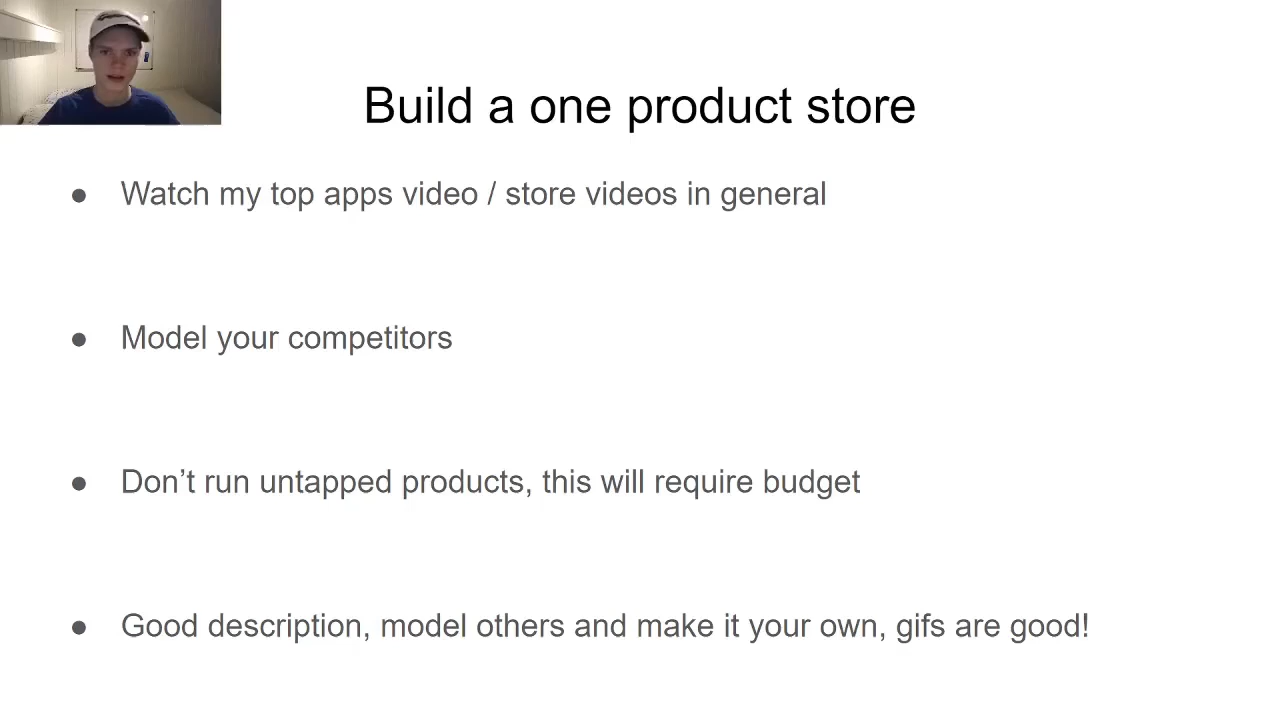 Build a one product store
● Watch my top apps video / store videos in general
● Model your competitors
● Don’t run untapped products, this will require budget
● Good description, model others and make it your own, gifs are good!